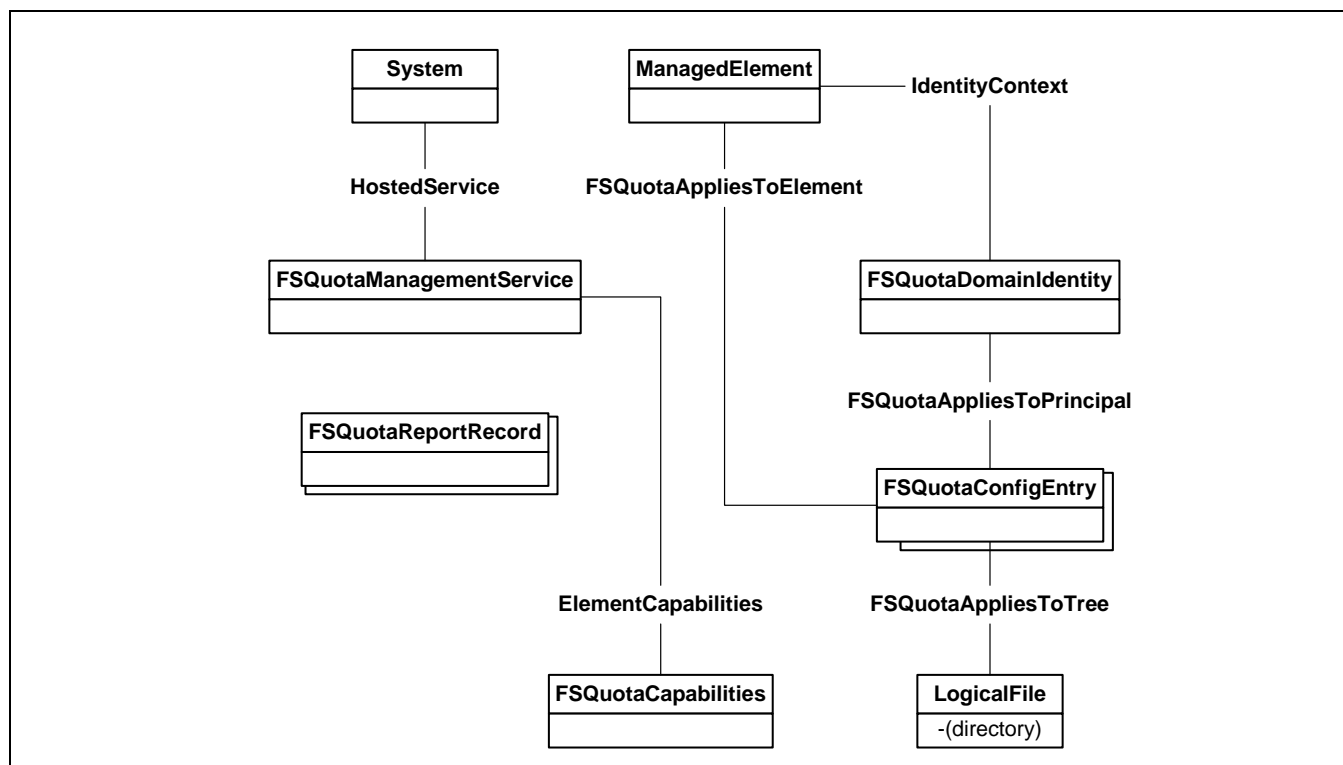 System
ManagedElement
IdentityContext
HostedService
FSQuotaAppliesToElement
FSQuotaManagementService
FSQuotaDomainIdentity
FSQuotaAppliesToPrincipal
FSQuotaReportRecord
FSQuotaConfigEntry
ElementCapabilities
FSQuotaAppliesToTree
FSQuotaCapabilities
LogicalFile
-(directory)